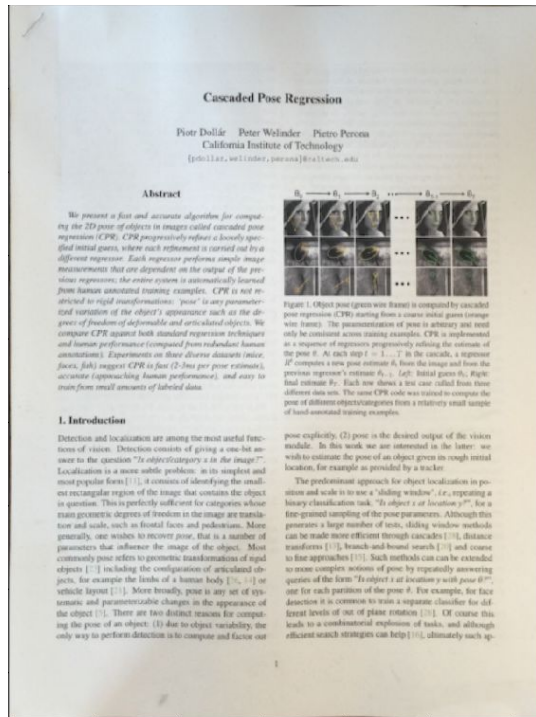 Cascaded Pose Regression
Piotr Dollár Peter Welinder Pietro Perona
California Institute of Technology
{pdollar,welinder,perona}@caltech.edu
Abstract
We present a fast and accurate algorithm for comput-
ing the 2D pose of objects in images called cascaded pose
regression (CPR). CPR progressively refines a loosely spec-
ified initial guess, where each refinement is carried out by a
different regressor. Each regressor performs simple image
measurements that are dependent on the output of the pre-
vious regressors; the entire system is automatically learned
from human annotated training examples. CPR is not re-
stricted to rigid transformations: 'pose' is any parameter-
ized variation of the object's appearance such as the de-
grees of freedom of deformable and articulated objects. We
compare CPR against both standard regression techniques
and human performance (computed from redundant human
annotations). Experiments on three diverse datasets (mice,
faces, fish) suggest CPR is fast (2-3ms per pose estimate),
accurate (approaching human performance), and easy to
train from small amounts of labeled data.
1. Introduction
Detection and localization are among the most useful func-
tions of vision. Detection consists of giving a one-bit an-
swer to the question "Is object/category x in the image?".
Localization is a more subtle problem: in its simplest and
most popular form, it consists of identifying the small-
est rectangular region of the image that contains the object
in question. This is perfectly sufficient for categories whose
main geometric degrees of freedom in the image are transla-
tion and scale, such as frontal faces and pedestrians. More
generally, one wishes to recover pose, that is a number of
parameters that influence the image of the object. Most
commonly pose refers to geometric transformations of rigid
objects including the configuration of articulated ob-
jects, for example the limbs of a human body or
vehicle layout. More broadly, pose is any set of sys-
tematic and parameterizable changes in the appearance of
the object. There are two distinct reasons for comput-
ing the pose of an object: (1) due to object variability, the
only way to perform detection is to compute and factor out
Figure 1. Object pose (green wire frame) is computed by cascaded
pose regression (CPR) starting from a coarse initial guess (orange
wire frame). The parameterization of pose is arbitrary and need
only be consistent across training examples. CPR is implemented
as a sequence of regressors progressively refining the estimate of
the pose θ. At each step t = 1...T in the cascade, a regressor
computes a new pose estimate from the image and from the
previous regressor's estimate. Left: Initial guess; Right:
final estimate. Each row shows a test case culled from three
different data sets. The same CPR code was trained to compute the
pose of different objects/categories from a relatively small sample
of hand-annotated training examples.
pose explicitly, (2) pose is the desired output of the vision
module. In this work we are interested in the latter: we
wish to estimate the pose of an object given its rough initial
location, for example as provided by a tracker.
The predominant approach for object localization in po-
sition and scale is to use a 'sliding window', i.e., repeating a
binary classification task, "Is object x at location y?", for a
fine-grained sampling of the pose parameters. Although this
generates a large number of tests, sliding window methods
can be made more efficient through cascades, distance
transforms, branch-and-bound search and coarse
to fine approaches. Such methods can be extended
to more complex notions of pose by repeatedly answering
queries of the form "Is object x at location y with pose θ?",
one for each partition of the pose θ. For example, for face
detection it is common to train a separate classifier for dif-
ferent levels of out of plane rotation. Of course this
leads to a combinatorial explosion of tasks, and although
efficient search strategies can help, ultimately such ap-
1